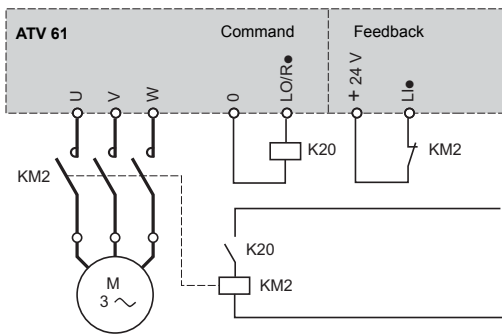 ATV 61
Command
Feedback
U
V
W
0
LO/R●
+ 24 V
LI●
KM2
K20
KM2
K20
KM2
M
3 ~